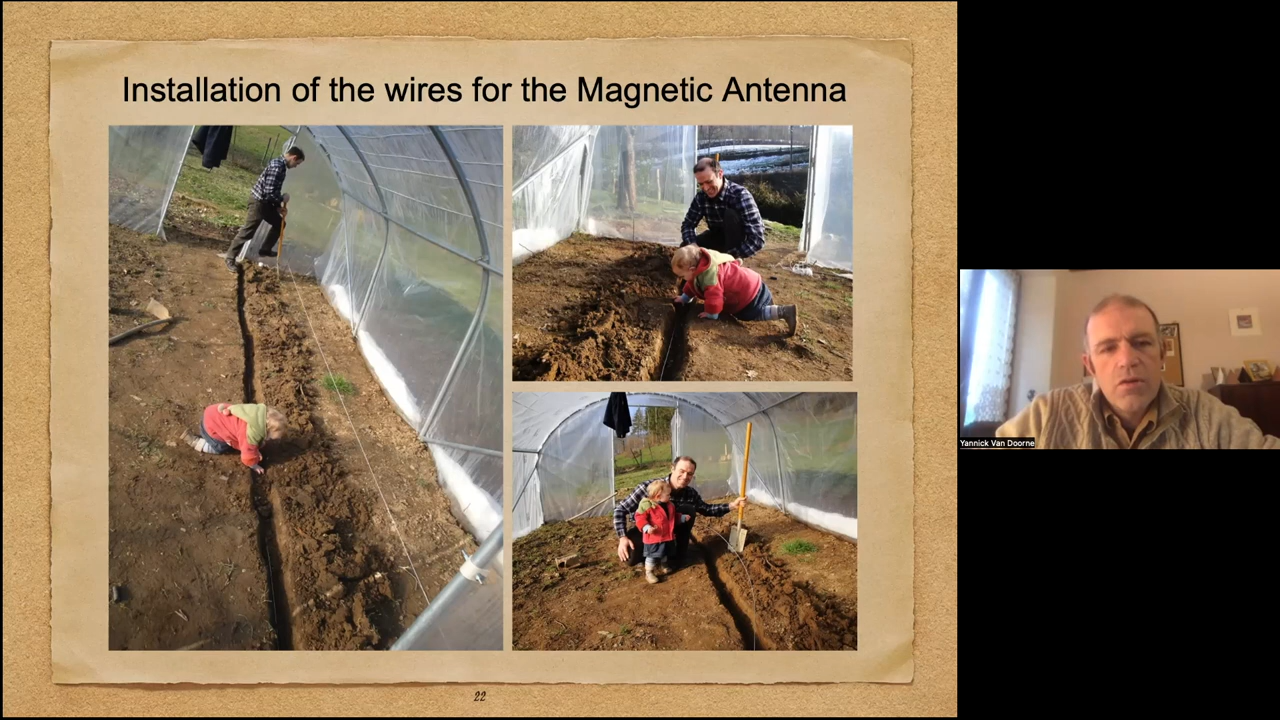 Installation of the wires for the Magnetic Antenna
Yannick Van Doorne
22